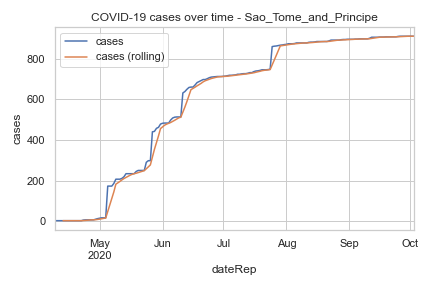 COVID-19 cases over time - Sao_Tome_and_Principe
cases
cases (rolling)
800
600
400
200
0
cases
May
2020
Jun
Jul
Aug
Sep
Oct
dateRep